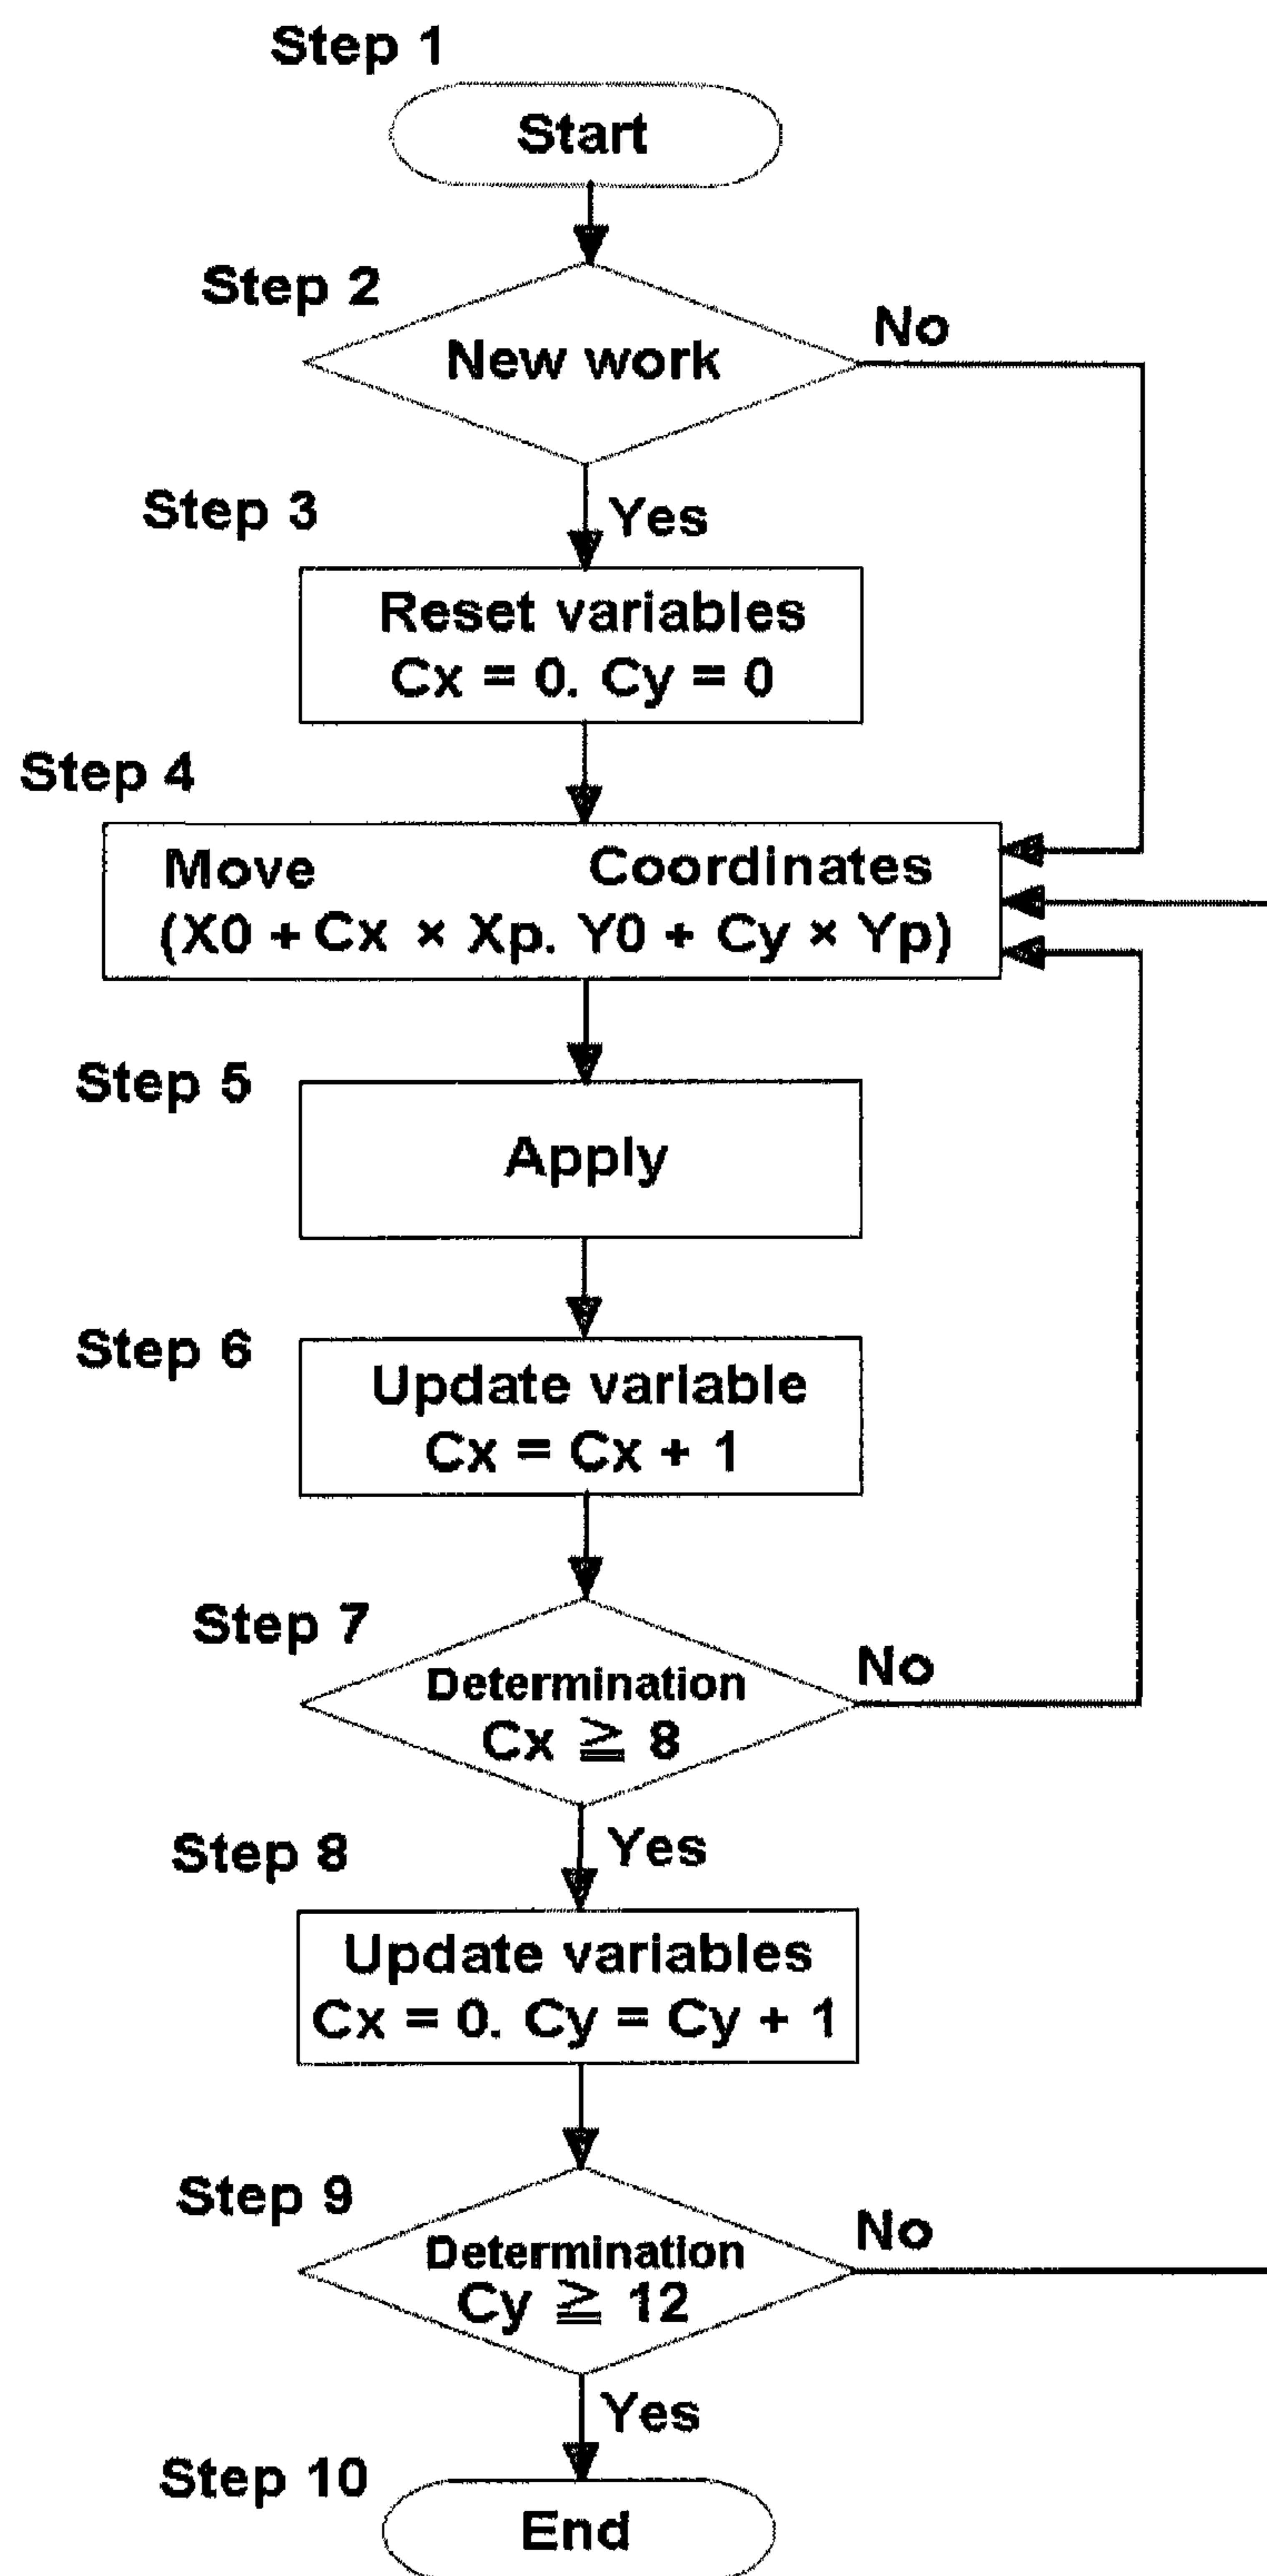 Step 1
Start
Step 2
New work
No
Step 3
Yes
Reset variables
Cx = 0. Cy = 0
Step 4
Move Coordinates
(X0 + Cx × Xp. Y0 + Cy × Yp)
Step 5
Apply
Step 6
Update variable
Cx = Cx + 1
Step 7
Determination
Cx ≧ 8
No
Step 8
Yes
Update variables
Cx = 0. Cy = Cy + 1
Step 9
Determination
Cy ≧ 12
No
Yes
Step 10
End